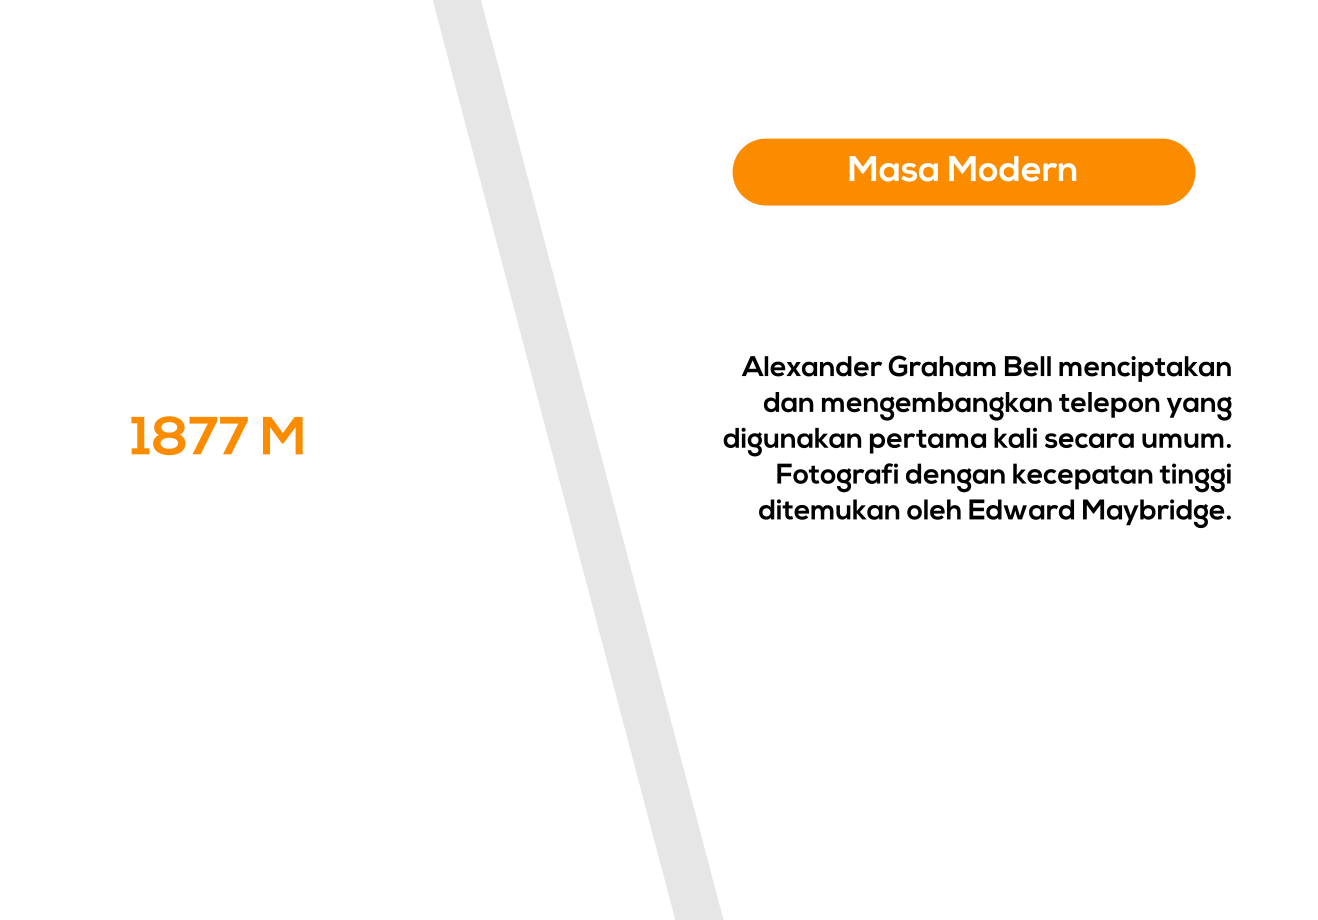 Masa Modern
1877 M
Alexander Graham Bell menciptakan
dan mengembangkan telepon yang
digunakan pertama kali secara umum.
Fotografi dengan kecepatan tinggi
ditemukan oleh Edward Maybridge.